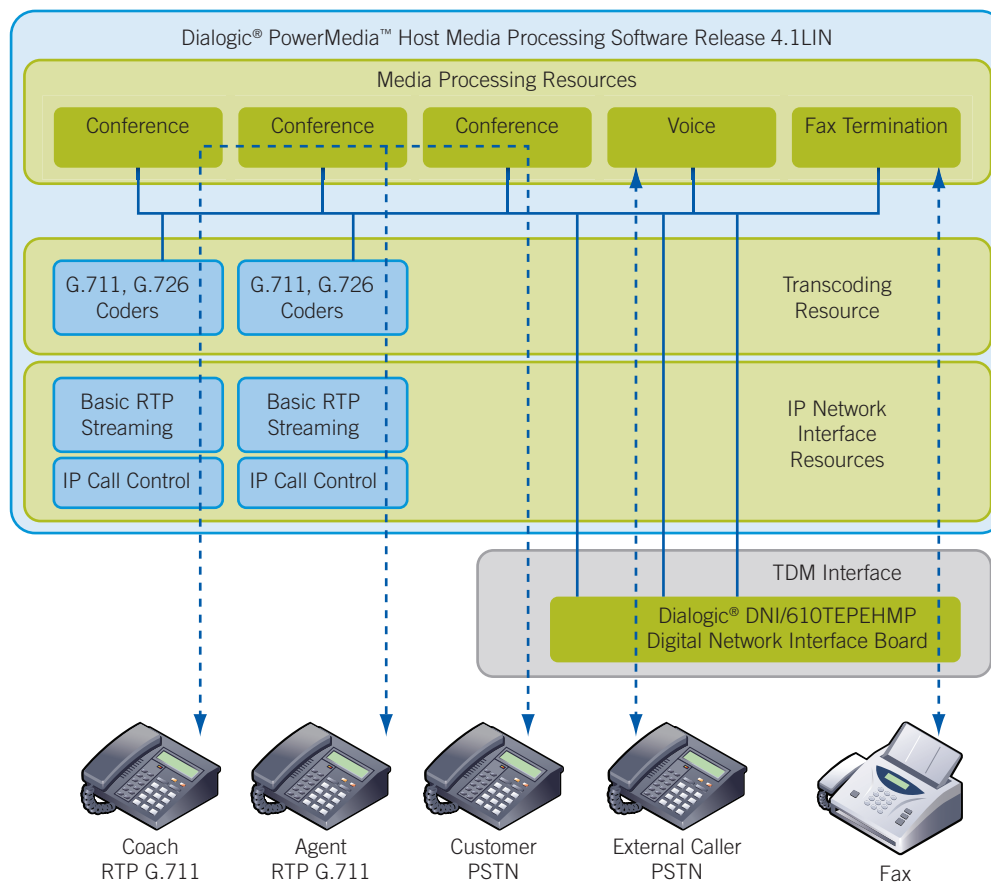 Dialogic® PowerMedia™ Host Media Processing Software Release 4.1LIN
Media Processing Resources
Conference
Conference
Conference
Voice
Fax Termination
G.711, G.726
Coders
G.711, G.726
Coders
Transcoding
Resource
Basic RTP
Streaming
Basic RTP
Streaming
IP Network
Interface
Resources
IP Call Control
IP Call Control
TDM Interface
Dialogic® DNI/610TEPEHMP
Digital Network Interface Board
Coach
RTP G.711
Agent
RTP G.711
Customer
PSTN
External Caller
PSTN
Fax